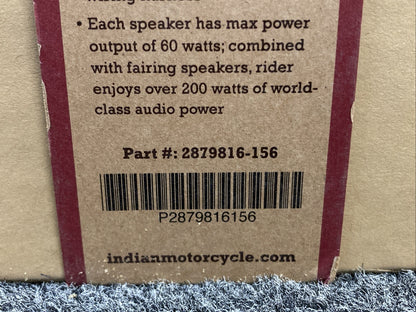 • Each speaker has max power
output of 60 watts; combined
with fairing speakers, rider
enjoys over 200 watts of world-
class audio power
Part #: 2879816-156
P2879816156
indianmotorcycle.com